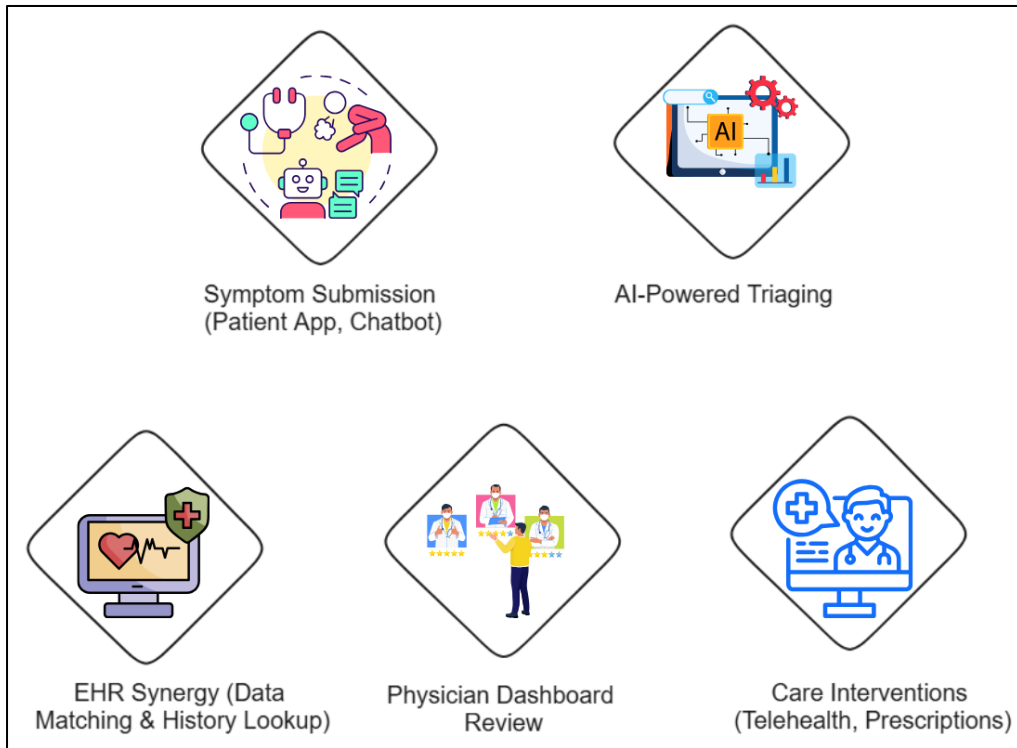 AI
Symptom Submission
(Patient App, Chatbot)
AI-Powered Triaging
EHR Synergy (Data
Matching & History Lookup)
Physician Dashboard
Review
Care Interventions
(Telehealth, Prescriptions)